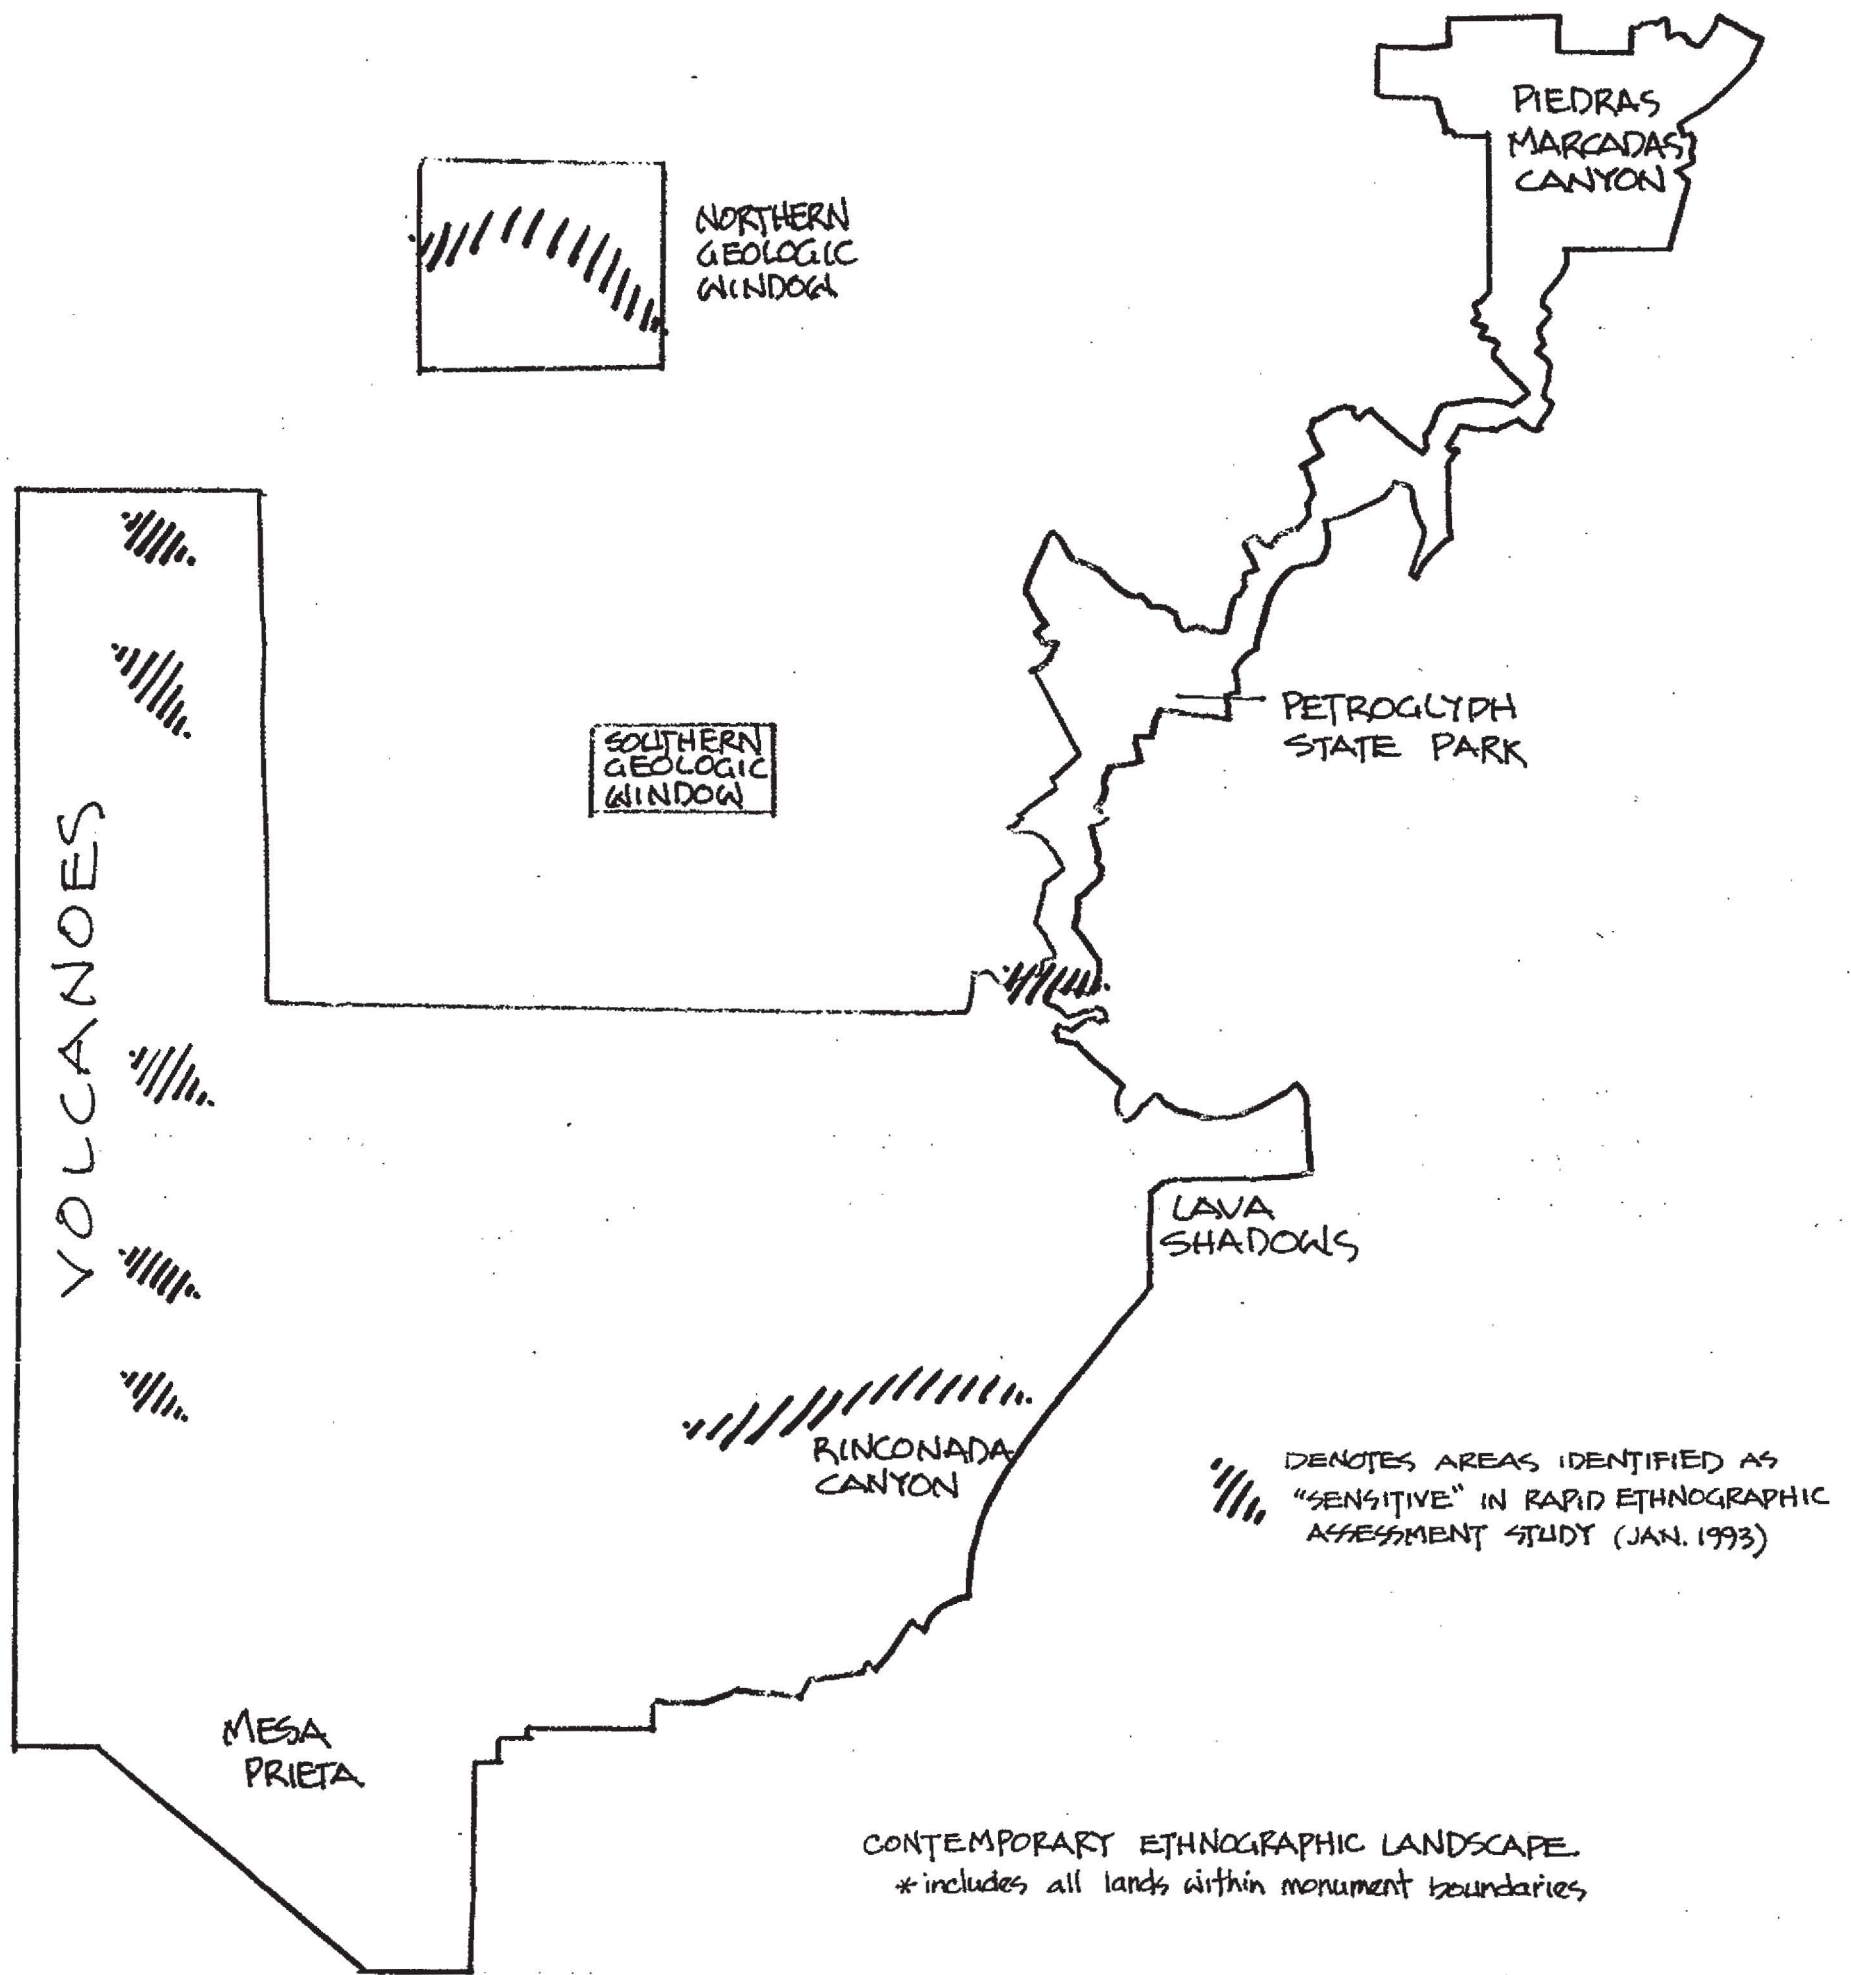 PIEDRAS
MARCADAS
CANYON
NORTHERN
GEOLOGIC
WINDOW
PETROGLYPH
STATE PARK
SOUTHERN
GEOLOGIC
WINDOW
VOLCANOES
LAVA
SHADOWS
RINCONADA
CANYON
DENOTES AREAS IDENTIFIED AS
"SENSITIVE" IN RAPID ETHNOGRAPHIC
ASSESSMENT STUDY (JAN. 1993)
MESA
PRIETA
CONTEMPORARY ETHNOGRAPHIC LANDSCAPE
* includes all lands within monument boundaries